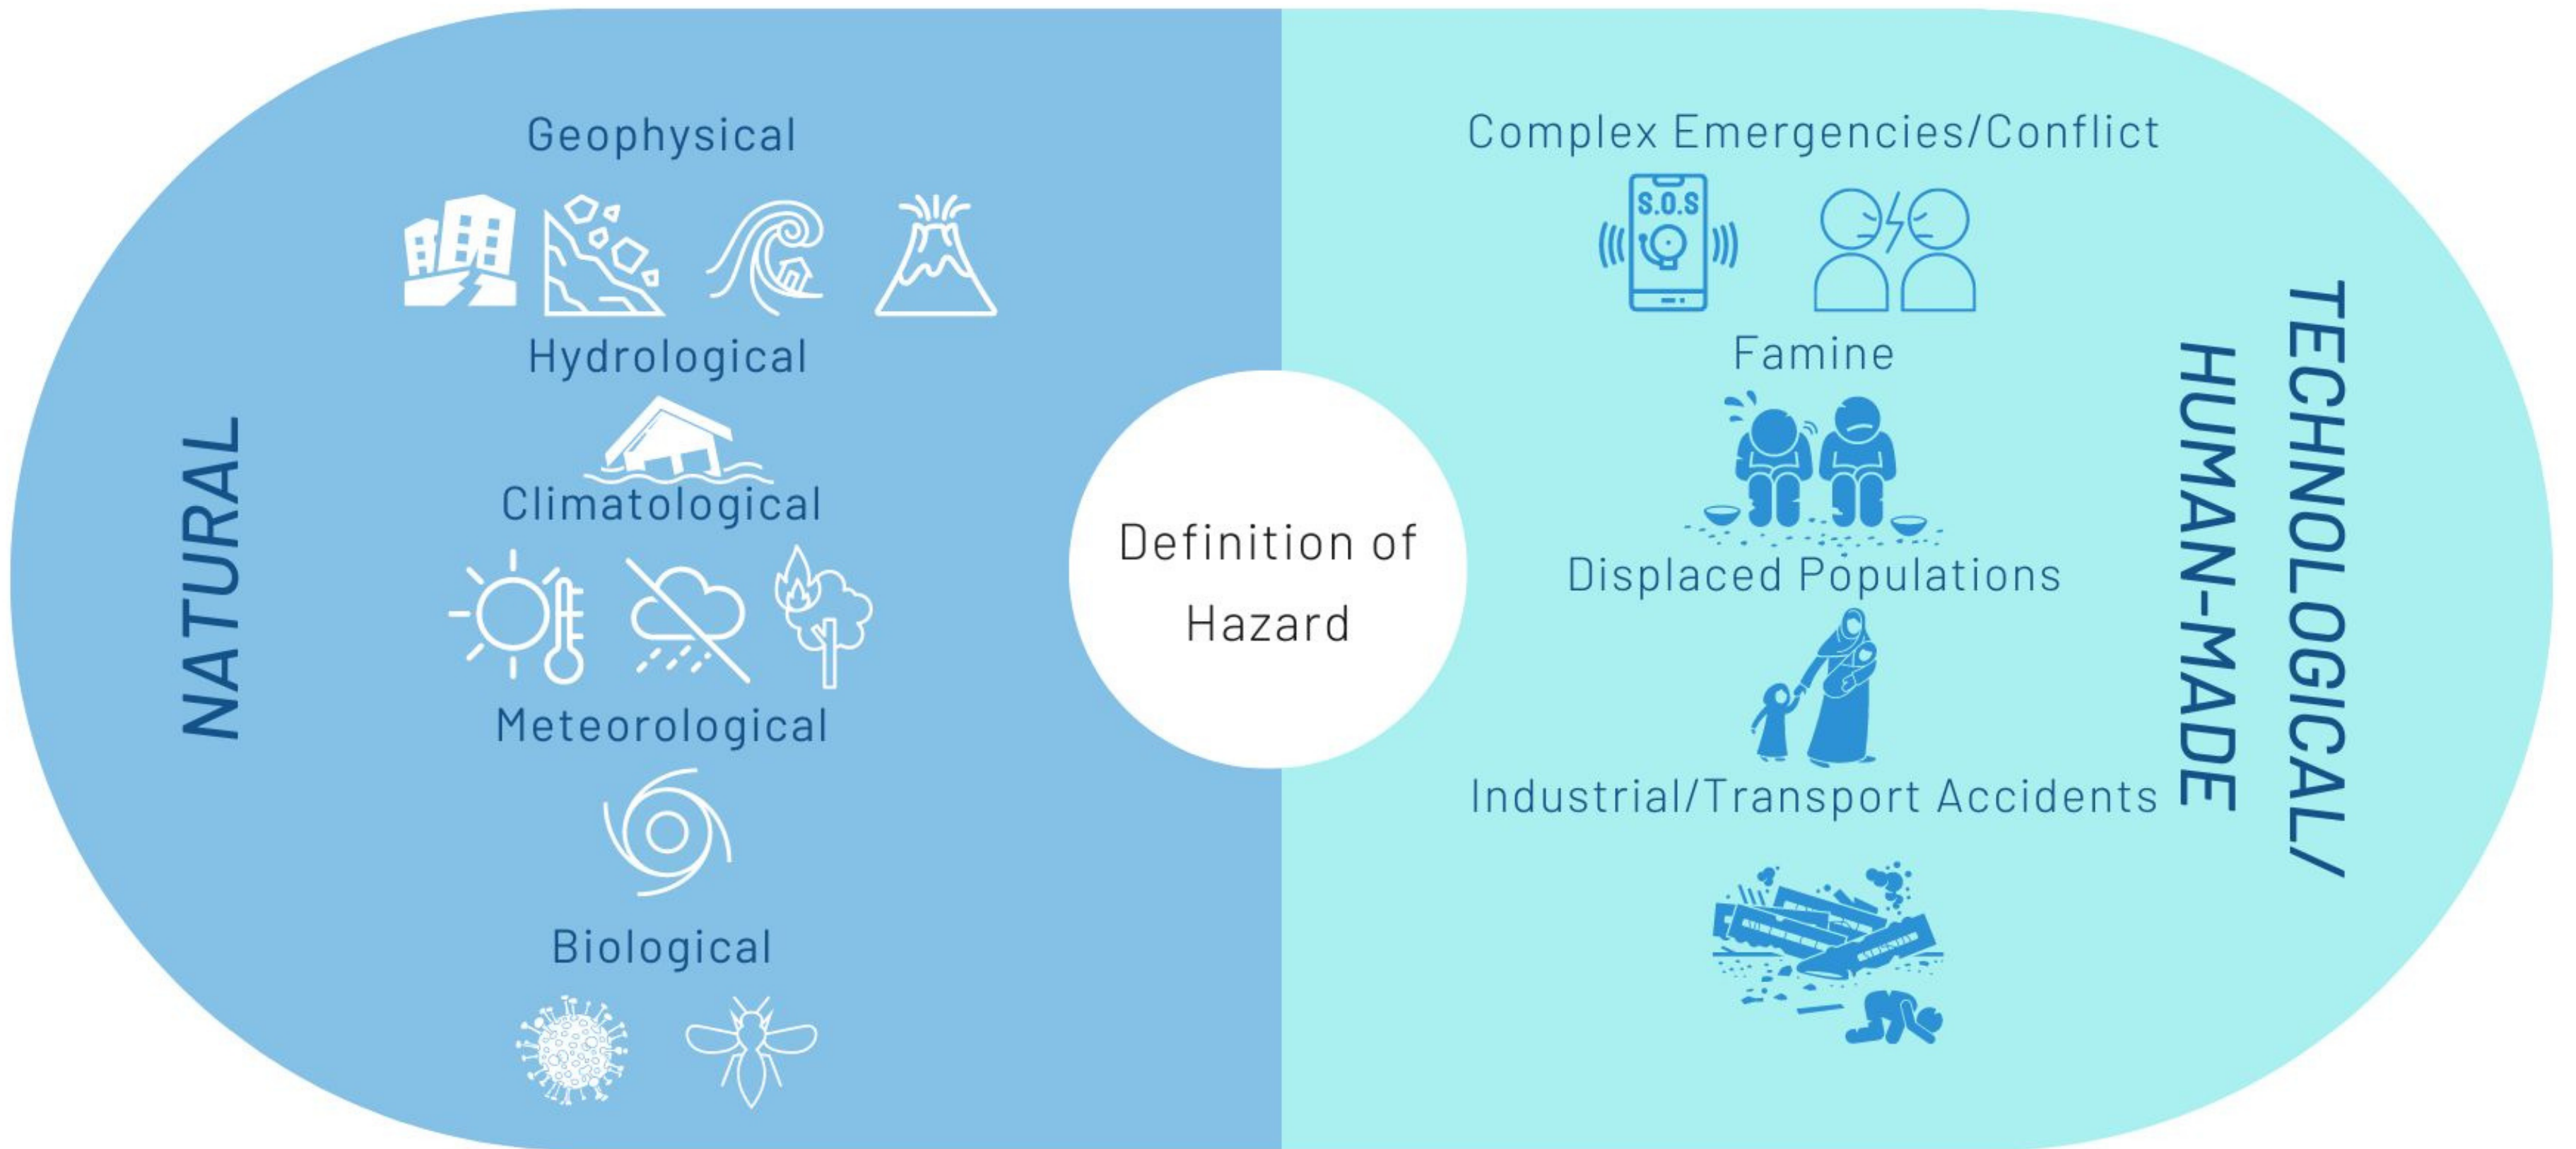 NATURAL
Geophysical
Hydrological
Climatological
Meteorological
Biological
Definition of
Hazard
Complex Emergencies/Conflict
S.O.S
Famine
Displaced Populations
Industrial/Transport Accidents
TECHNOLOGICAL/
HUMAN-MADE